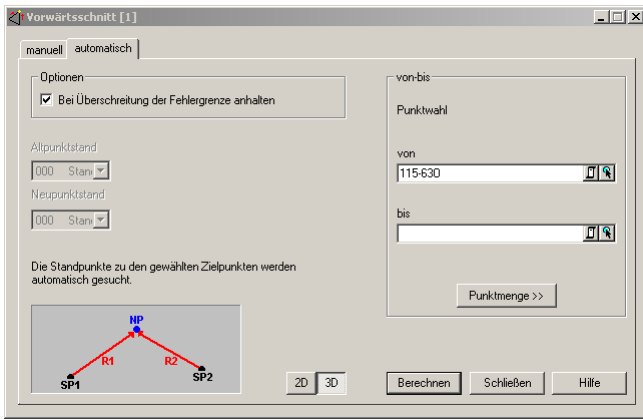 Vorwärtsschnitt [1]
manuell
automatisch
Optionen
Bei Überschreitung der Fehlergrenze anhalten
Altpunktstand
000 Stan
Neupunktstand
000 Stan
Die Standpunkte zu den gewählten Zielpunkten werden
automatisch gesucht.
NP
R1
R2
SP1
SP2
2D
3D
von-bis
Punktwahl
von
115-630
bis
Punktmenge >>
Berechnen
Schließen
Hilfe